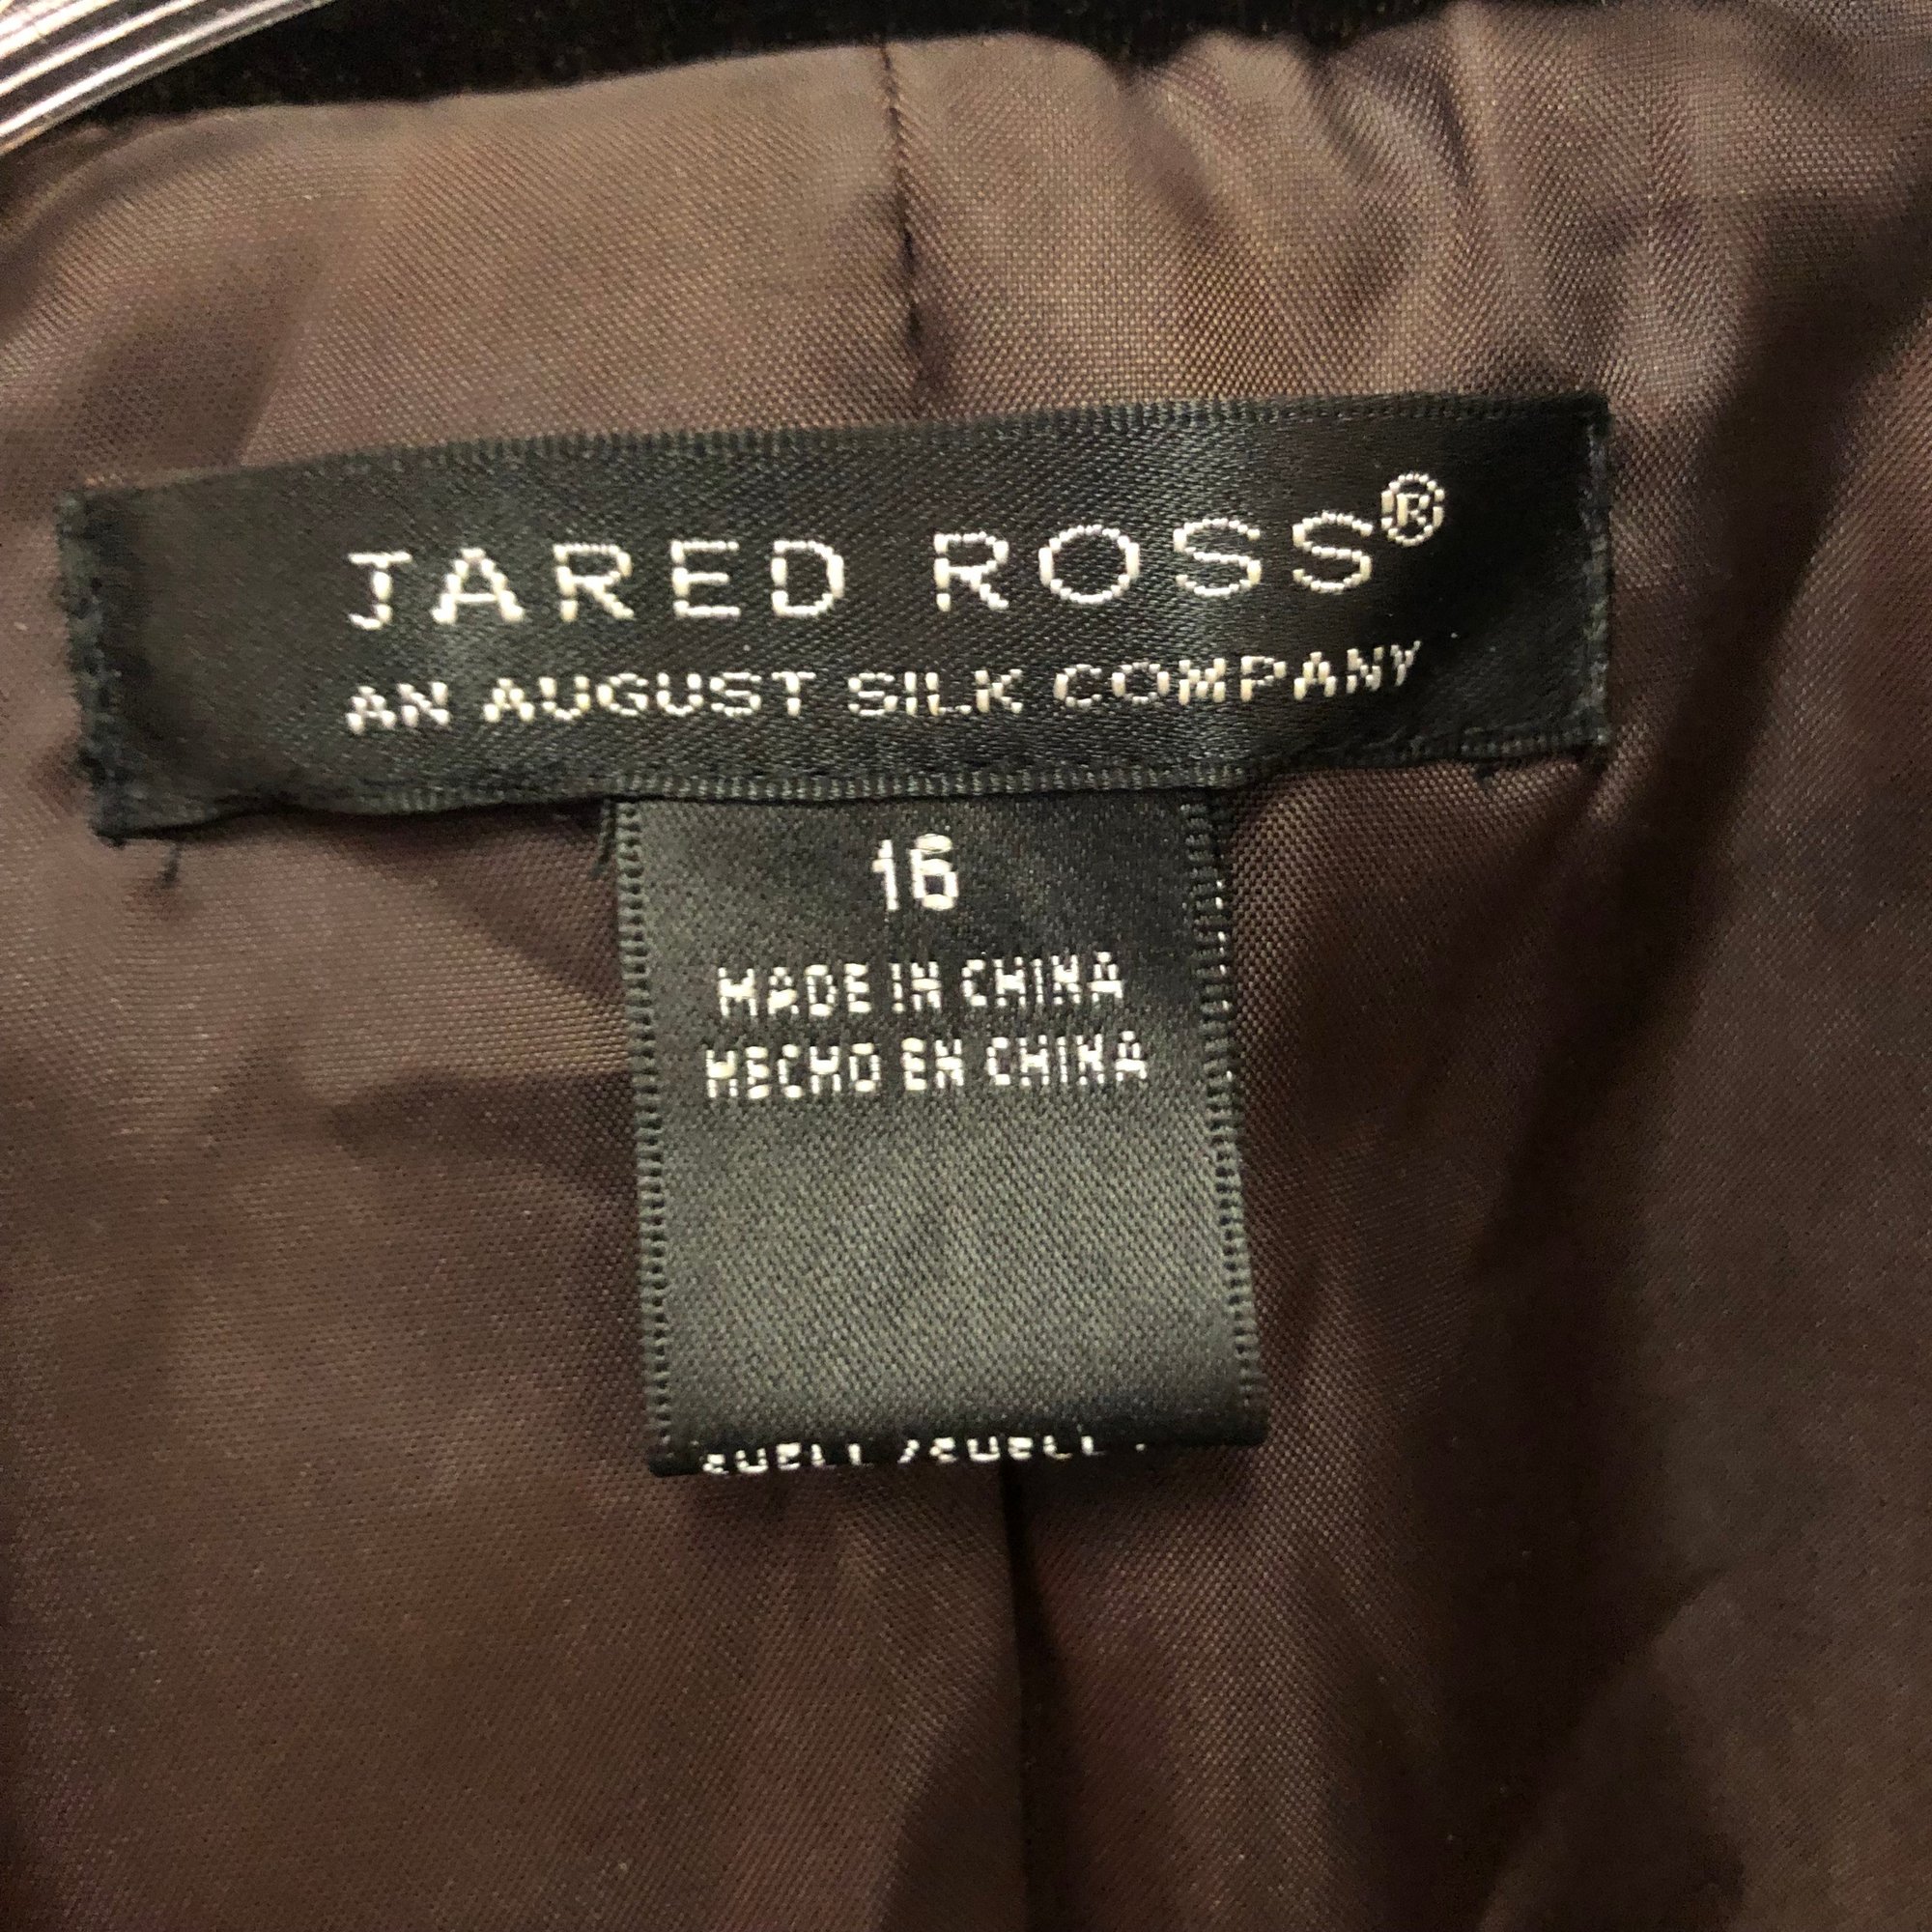 JARED ROSS®
AN AUGUST SILK COMPANY
16
MADE IN CHINA
HECHO EN CHINA